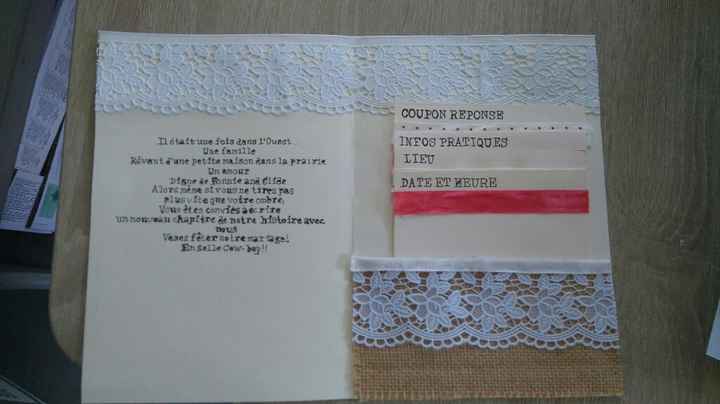 Il était une fois dans l'Ouest..
Une famille
Rêvant d'une petite maison dans la prairie
Un amour
Digne de Bonnie and Clide
Alors même si vous ne tirez pas
plus vite que votre ombre,
Vous êtes conviés à écrire
un nouveau chapitre de notre histoire avec
nous
Venez fêter notre mariage!
En selle Cow-boy!!
COUPON REPONSE
INFOS PRATIQUES
LIEU
DATE ET HEURE